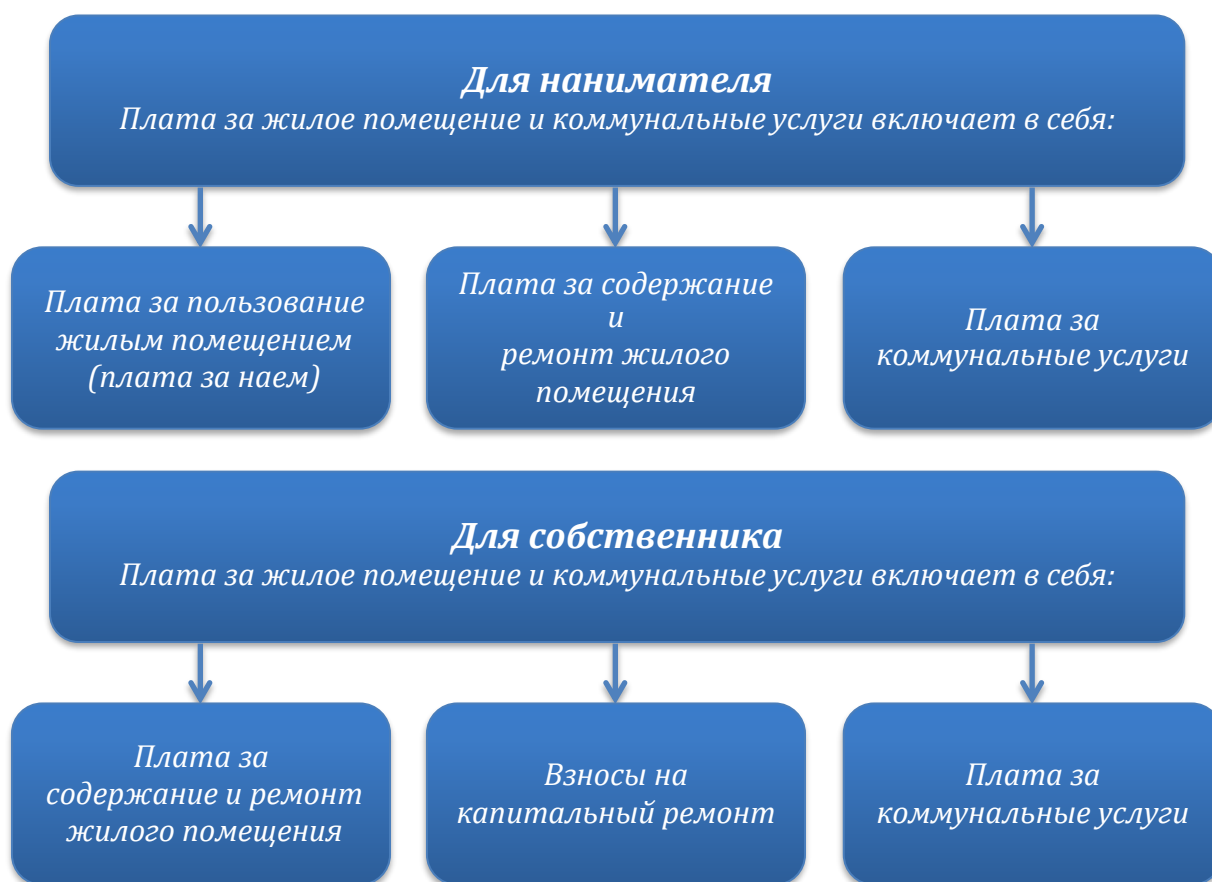 Для нанимателя
Плата за жилое помещение и коммунальные услуги включает в себя:
Плата за пользование
жилым помещением
(плата за наем)
Плата за содержание
и
ремонт жилого
помещения
Плата за
коммунальные услуги
Для собственника
Плата за жилое помещение и коммунальные услуги включает в себя:
Плата за
содержание и ремонт
жилого помещения
Взносы на
капитальный ремонт
Плата за
коммунальные услуги